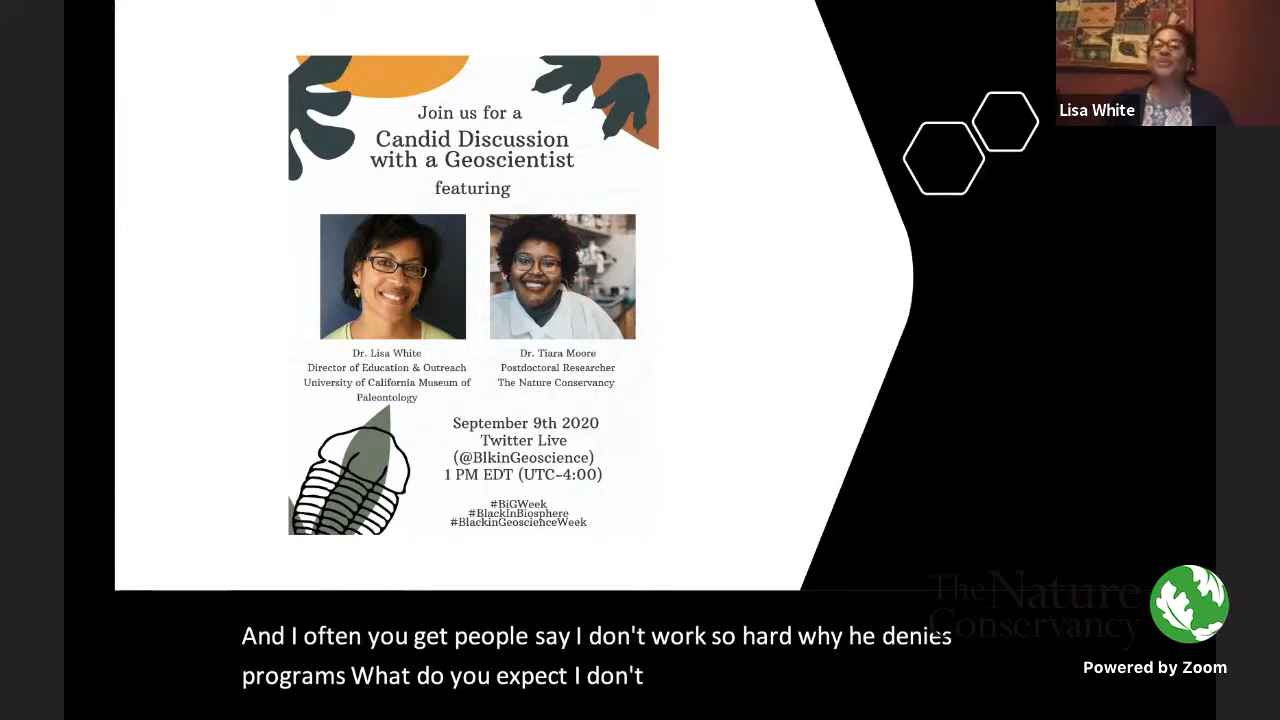 Join us for a
Candid Discussion
with a Geoscientist
featuring
Dr. Lisa White
Director of Education & Outreach
University of California Museum of
Paleontology
Dr. Tiara Moore
Postdoctoral Researcher
The Nature Conservancy
September 9th 2020
Twitter Live
(@BlkinGeoscience)
1 PM EDT (UTC-4:00)
#BiGWeek
#BlackInBiosphere
#BlackinGeoscienceWeek
Lisa White
The Nature
Conservancy
And I often you get people say I don't work so hard why he denies
programs What do you expect I don't
Powered by Zoom